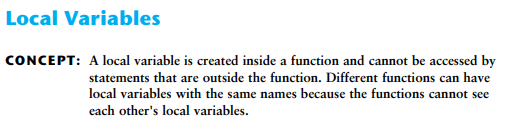 Local Variables
CONCEPT: A local variable is created inside a function and cannot be accessed by
statements that are outside the function. Different functions can have
local variables with the same names because the functions cannot see
each other's local variables.